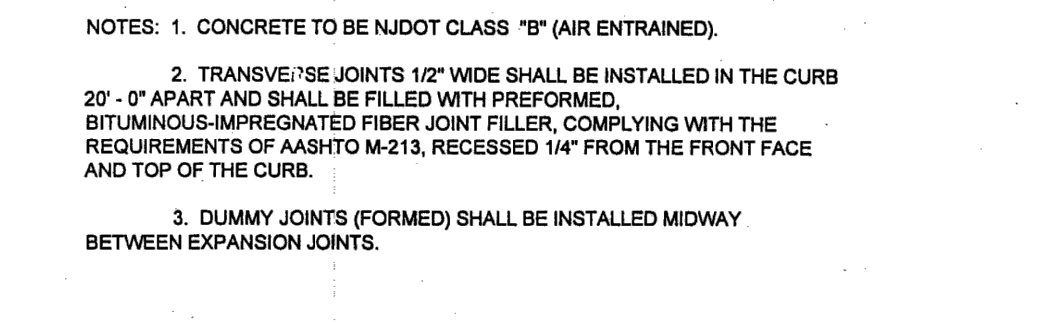 NOTES: 1. CONCRETE TO BE NJDOT CLASS "B" (AIR ENTRAINED).
2. TRANSVERSE JOINTS 1/2" WIDE SHALL BE INSTALLED IN THE CURB
20' - 0" APART AND SHALL BE FILLED WITH PREFORMED,
BITUMINOUS-IMPREGNATED FIBER JOINT FILLER, COMPLYING WITH THE
REQUIREMENTS OF AASHTO M-213, RECESSED 1/4" FROM THE FRONT FACE
AND TOP OF THE CURB.
3. DUMMY JOINTS (FORMED) SHALL BE INSTALLED MIDWAY
BETWEEN EXPANSION JOINTS.